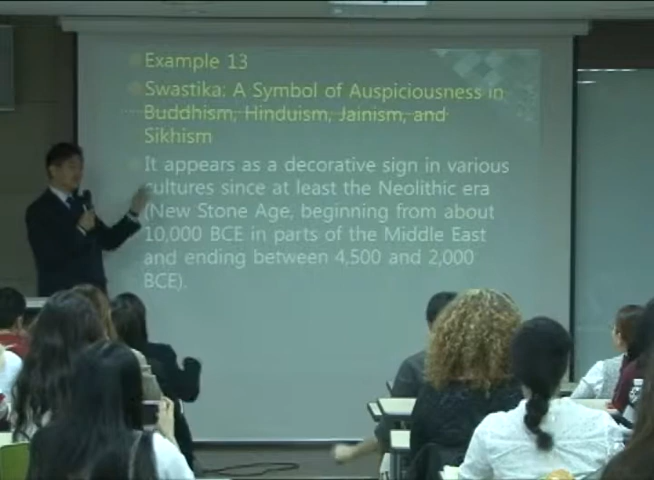 Example 13
Swastika: A Symbol of Auspiciousness in
Buddhism, Hinduism, Jainism, and
Sikhism
It appears as a decorative sign in various
cultures since at least the Neolithic era
(New Stone Age, beginning from about
10,000 BCE in parts of the Middle East
and ending between 4,500 and 2,000
BCE).